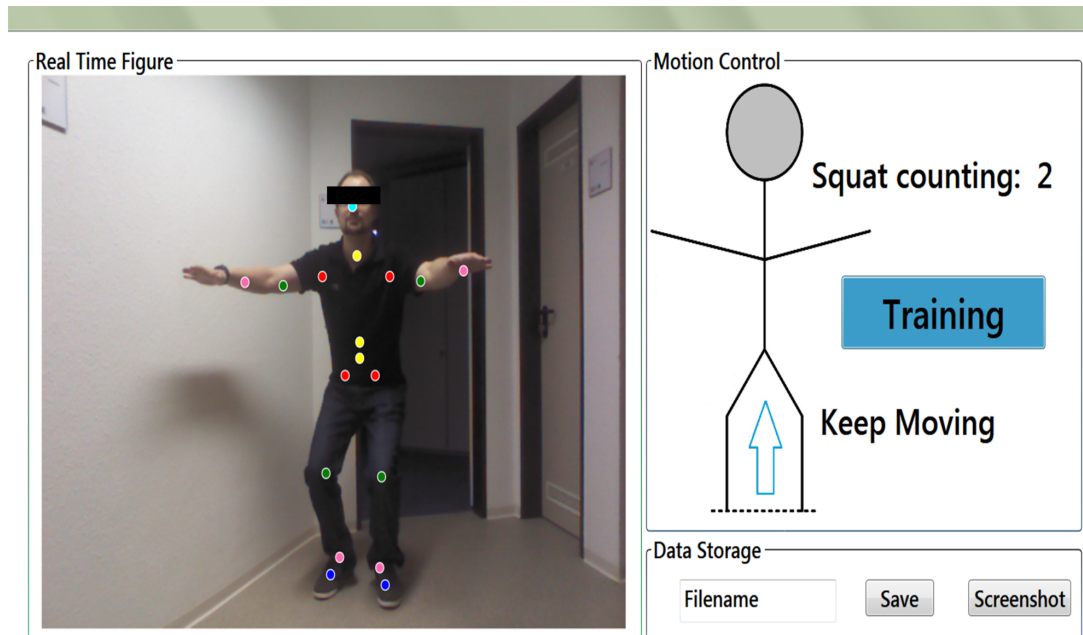 Real Time Figure
Motion Control
Squat counting: 2
Training
Keep Moving
Data Storage
Filename
Save
Screenshot